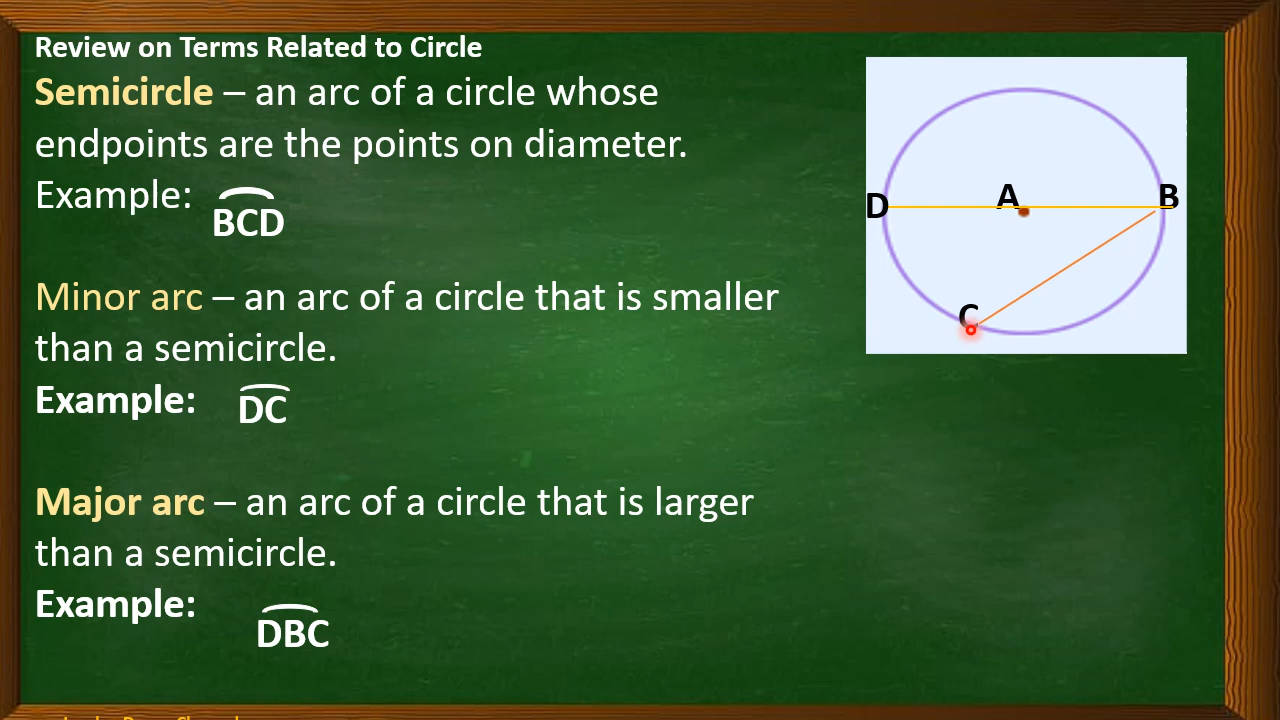 Review on Terms Related to Circle
Semicircle – an arc of a circle whose
endpoints are the points on diameter.
Example: BCD
Minor arc – an arc of a circle that is smaller
than a semicircle.
Example: DC
Major arc – an arc of a circle that is larger
than a semicircle.
Example: DBC
D A B
C